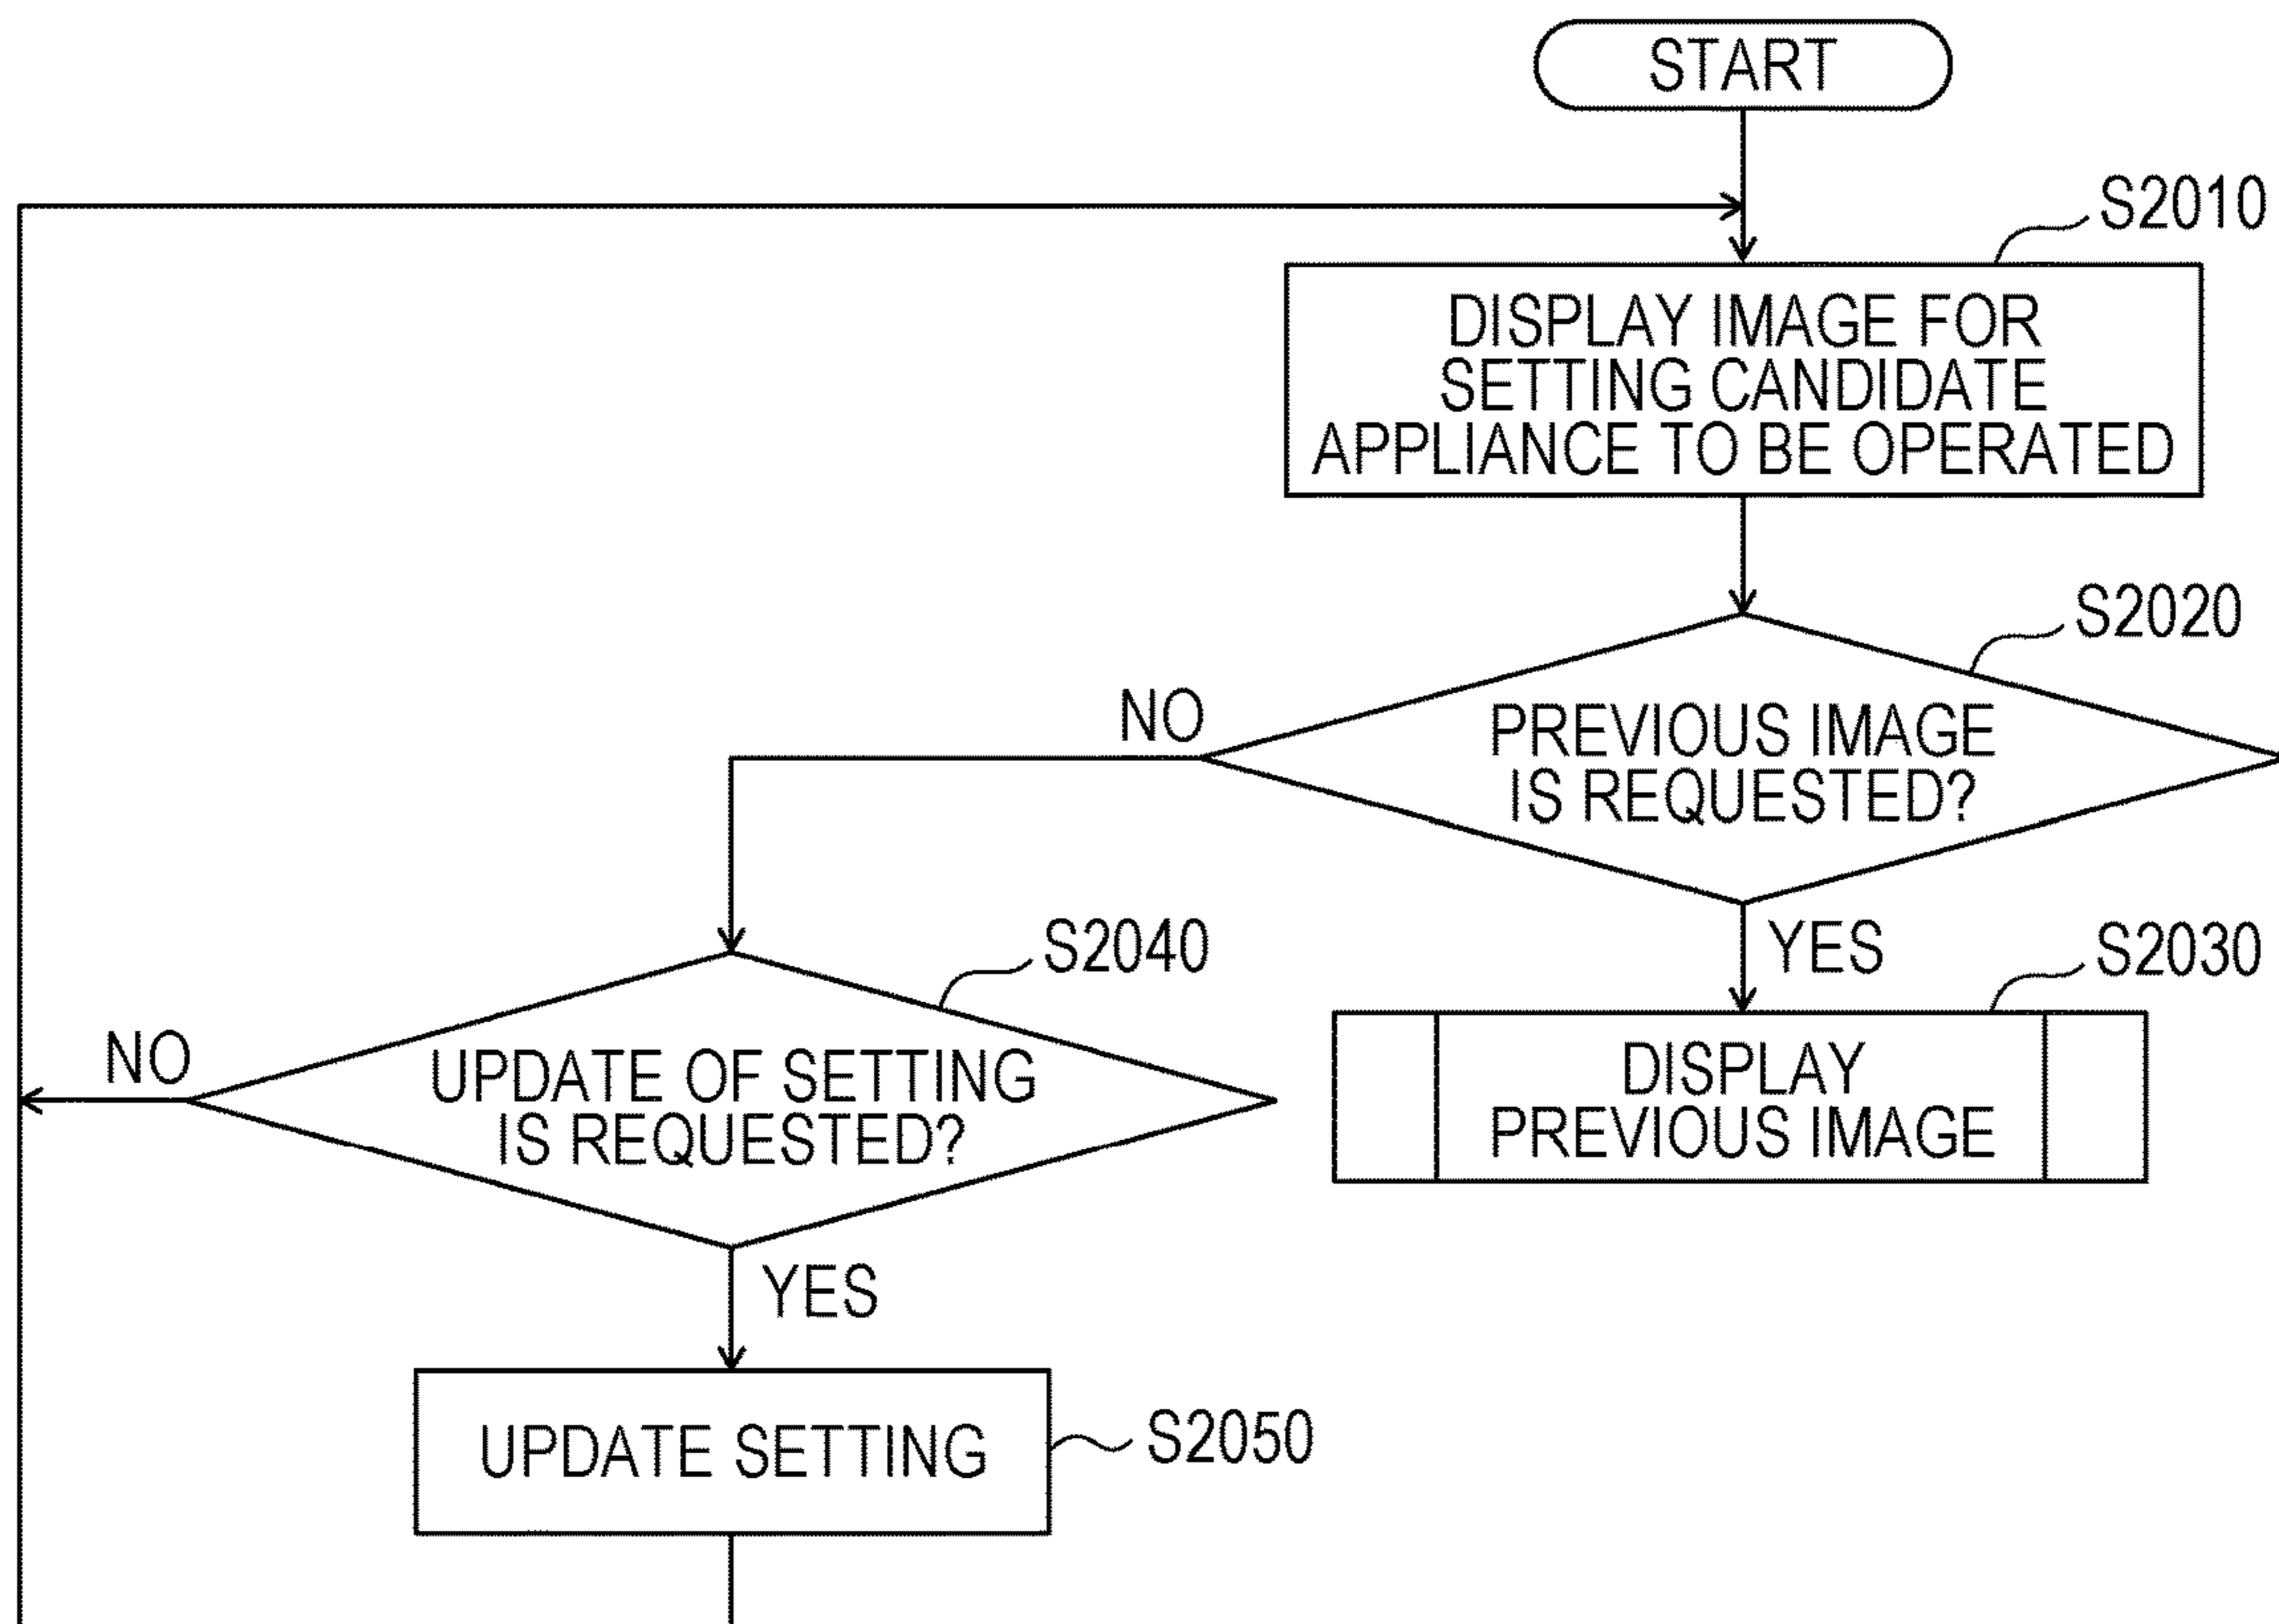 START
S2010
DISPLAY IMAGE FOR
SETTING CANDIDATE
APPLIANCE TO BE OPERATED
S2020
NO
PREVIOUS IMAGE
IS REQUESTED?
YES
S2030
DISPLAY
PREVIOUS IMAGE
S2040
NO
UPDATE OF SETTING
IS REQUESTED?
YES
UPDATE SETTING
S2050